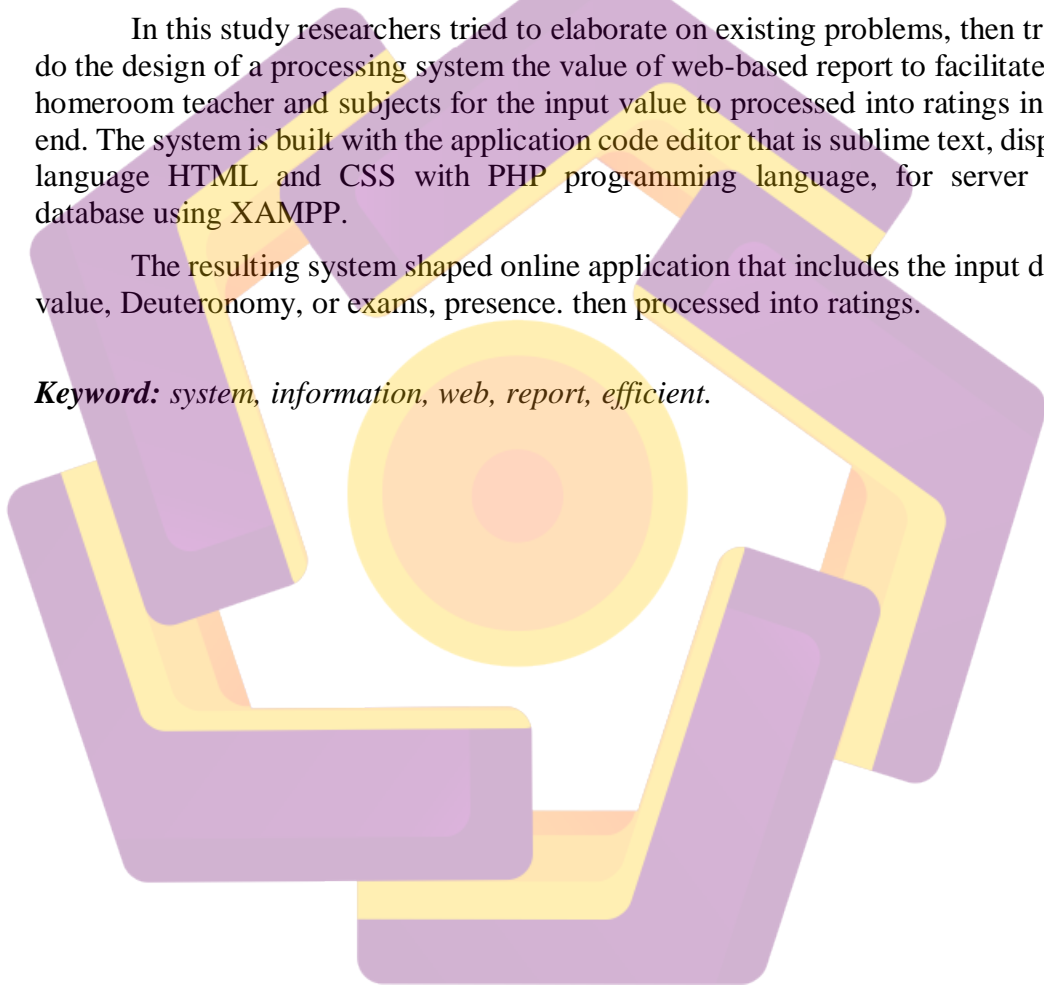 In this study researchers tried to elaborate on existing problems, then tr
do the design of a processing system the value of web-based report to facilitate
homeroom teacher and subjects for the input value to processed into ratings in
end. The system is built with the application code editor that is sublime text, disp
language HTML and CSS with PHP programming language, for server
database using XAMPP.
The resulting system shaped online application that includes the input d
value, Deuteronomy, or exams, presence. then processed into ratings.
Keyword: system, information, web, report, efficient.